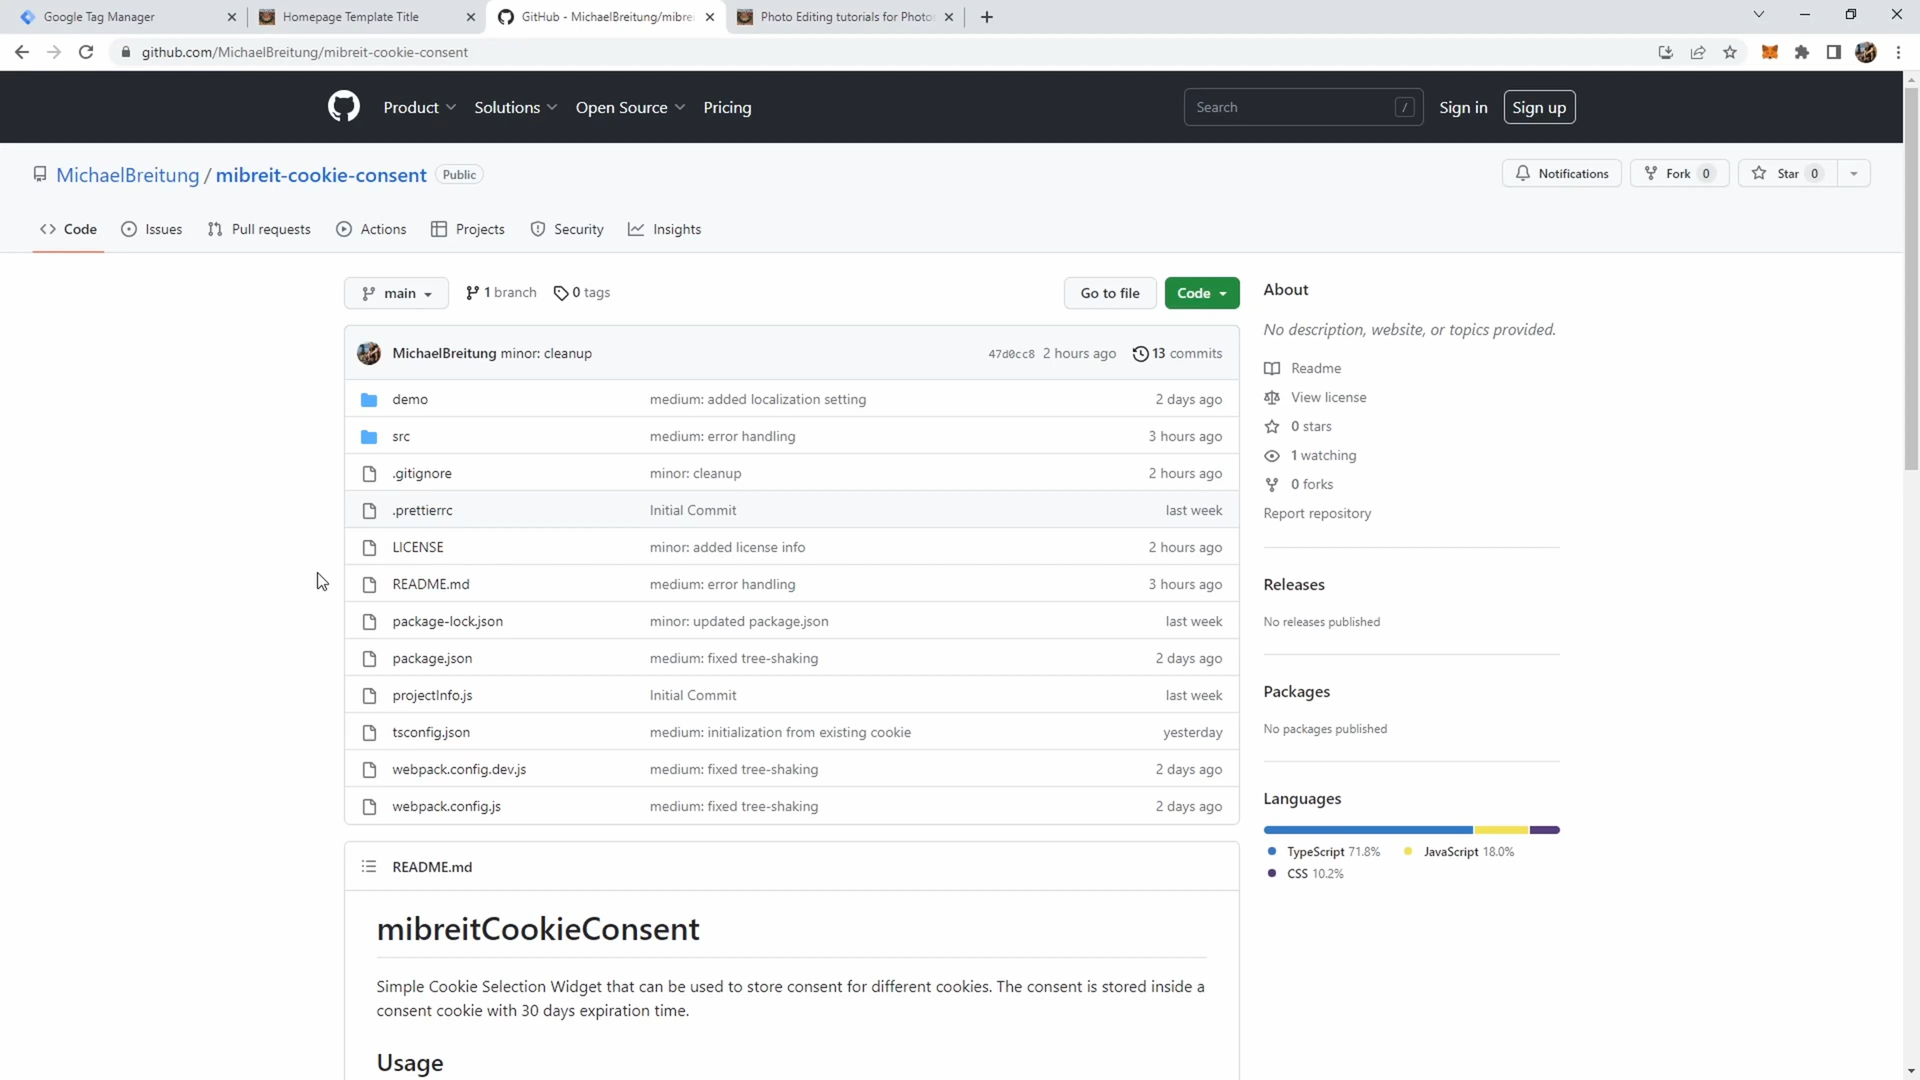 Google Tag Manager
Homepage Template Title
GitHub - MichaelBreitung/mibrei
Photo Editing tutorials for Photos
github.com/MichaelBreitung/mibreit-cookie-consent
Product
Solutions
Open Source
Pricing
Search
/
Sign in
Sign up
MichaelBreitung / mibreit-cookie-consent
Public
Notifications
Fork 0
Star 0
Code
Issues
Pull requests
Actions
Projects
Security
Insights
main
1 branch
0 tags
Go to file
Code
MichaelBreitung minor: cleanup
47d0cc8 2 hours ago
13 commits
demo medium: added localization setting 2 days ago
src medium: error handling 3 hours ago
.gitignore minor: cleanup 2 hours ago
.prettierrc Initial Commit last week
LICENSE minor: added license info 2 hours ago
README.md medium: error handling 3 hours ago
package-lock.json minor: updated package.json last week
package.json medium: fixed tree-shaking 2 days ago
projectInfo.js Initial Commit last week
tsconfig.json medium: initialization from existing cookie yesterday
webpack.config.dev.js medium: fixed tree-shaking 2 days ago
webpack.config.js medium: fixed tree-shaking 2 days ago
README.md
mibreitCookieConsent
Simple Cookie Selection Widget that can be used to store consent for different cookies. The consent is stored inside a
consent cookie with 30 days expiration time.
Usage
About
No description, website, or topics provided.
Readme
View license
0 stars
1 watching
0 forks
Report repository
Releases
No releases published
Packages
No packages published
Languages
TypeScript 71.8%
JavaScript 18.0%
CSS 10.2%